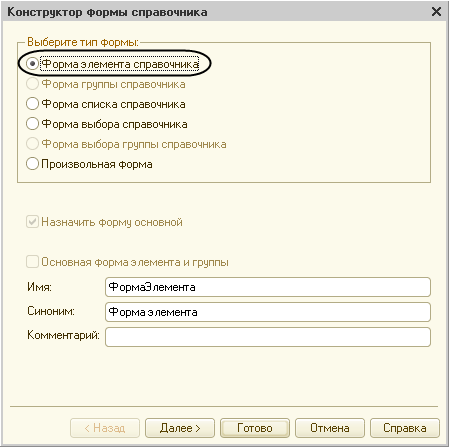 Конструктор формы справочника
Выберите тип формы:
Форма элемента справочника
Форма группы справочника
Форма списка справочника
Форма выбора справочника
Форма выбора группы справочника
Произвольная форма
Назначить форму основной
Основная форма элемента и группы
Имя: ФормаЭлемента
Синоним: Форма элемента
Комментарий:
< Назад Далее > Готово Отмена Справка